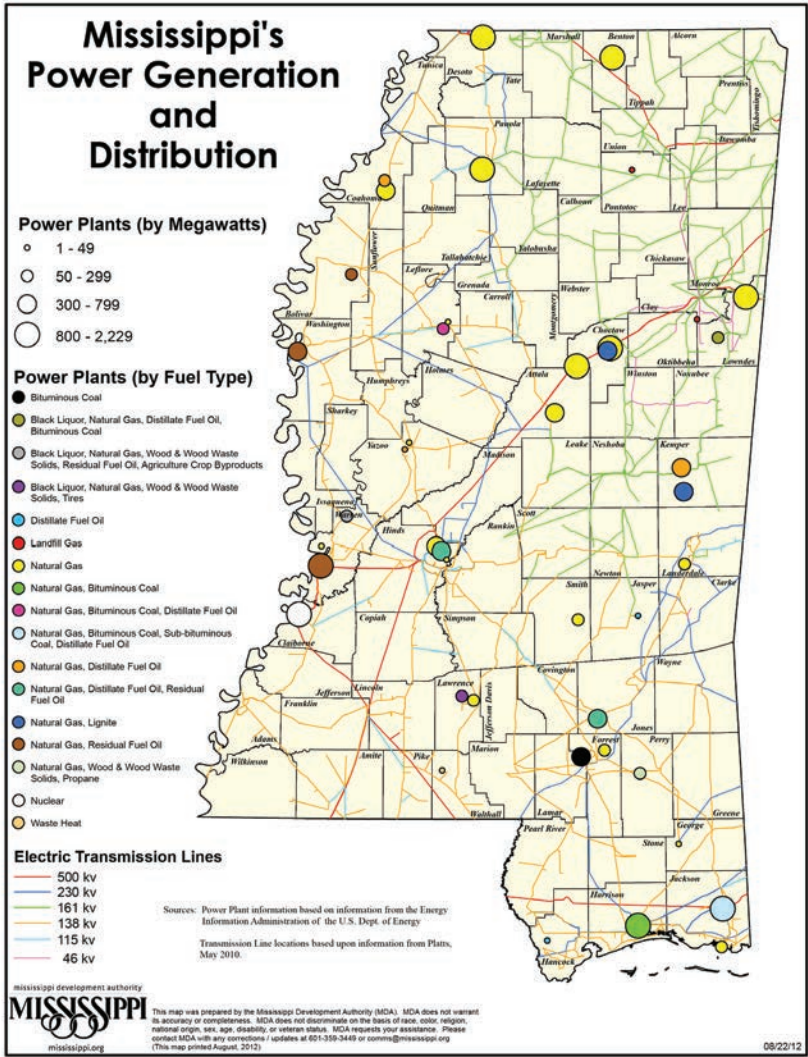 Mississippi's
Power Generation
and
Distribution
Power Plants (by Megawatts)
1 - 49
50 - 299
300 - 799
800 - 2,229
Power Plants (by Fuel Type)
Bituminous Coal
Black Liquor, Natural Gas, Distillate Fuel Oil,
Bituminous Coal
Black Liquor, Natural Gas, Wood & Wood Waste
Solids, Residual Fuel Oil, Agriculture Crop Byproducts
Black Liquor, Natural Gas, Wood & Wood Waste
Solids, Tires
Distillate Fuel Oil
Landfill Gas
Natural Gas
Natural Gas, Bituminous Coal
Natural Gas, Bituminous Coal, Distillate Fuel Oil
Natural Gas, Bituminous Coal, Sub-bituminous
Coal, Distillate Fuel Oil
Natural Gas, Distillate Fuel Oil
Natural Gas, Distillate Fuel Oil, Residual
Fuel Oil
Natural Gas, Lignite
Natural Gas, Residual Fuel Oil
Natural Gas, Wood & Wood Waste
Solids, Propane
Nuclear
Waste Heat
Electric Transmission Lines
500 kv
230 kv
161 kv
138 kv
115 kv
46 kv
Marshall
Benton
Alcorn
Tunica
Desoto
Tate
Prentiss
Tishomingo
Tippah
Panola
Union
Itawamba
Coahoma
Quitman
Lafayette
Calhoun
Pontotoc
Lee
Sunflower
Tallahatchie
Yalobusha
Chickasaw
Leflore
Grenada
Monroe
Bolivar
Washington
Carroll
Montgomery
Webster
Clay
Choctaw
Oktibbeha
Lowndes
Humphreys
Holmes
Attala
Winston
Noxubee
Sharkey
Yazoo
Madison
Leake
Neshoba
Kemper
Issaquena
Warren
Hinds
Rankin
Scott
Newton
Lauderdale
Smith
Jasper
Clarke
Claiborne
Copiah
Simpson
Covington
Wayne
Jefferson
Lincoln
Lawrence
Jefferson Davis
Franklin
Jones
Adams
Wilkinson
Amite
Pike
Marion
Forrest
Perry
Walthall
Lamar
Greene
Pearl River
George
Stone
Jackson
Harrison
Hancock
Sources: Power Plant information based on information from the Energy
Information Administration of the U.S. Dept. of Energy
Transmission Line locations based upon information from Platts,
May 2010.
mississippi development authority
MISSISSIPPI
mississippi.org
This map was prepared by the Mississippi Development Authority (MDA). MDA does not warrant
its accuracy or completeness. MDA does not discriminate on the basis of race, color, religion,
national origin, sex, age, disability, or veteran status. MDA requests your assistance. Please
contact MDA with any corrections / updates at 601-359-3449 or comms@mississippi.org
(This map printed August, 2012)
08/22/12